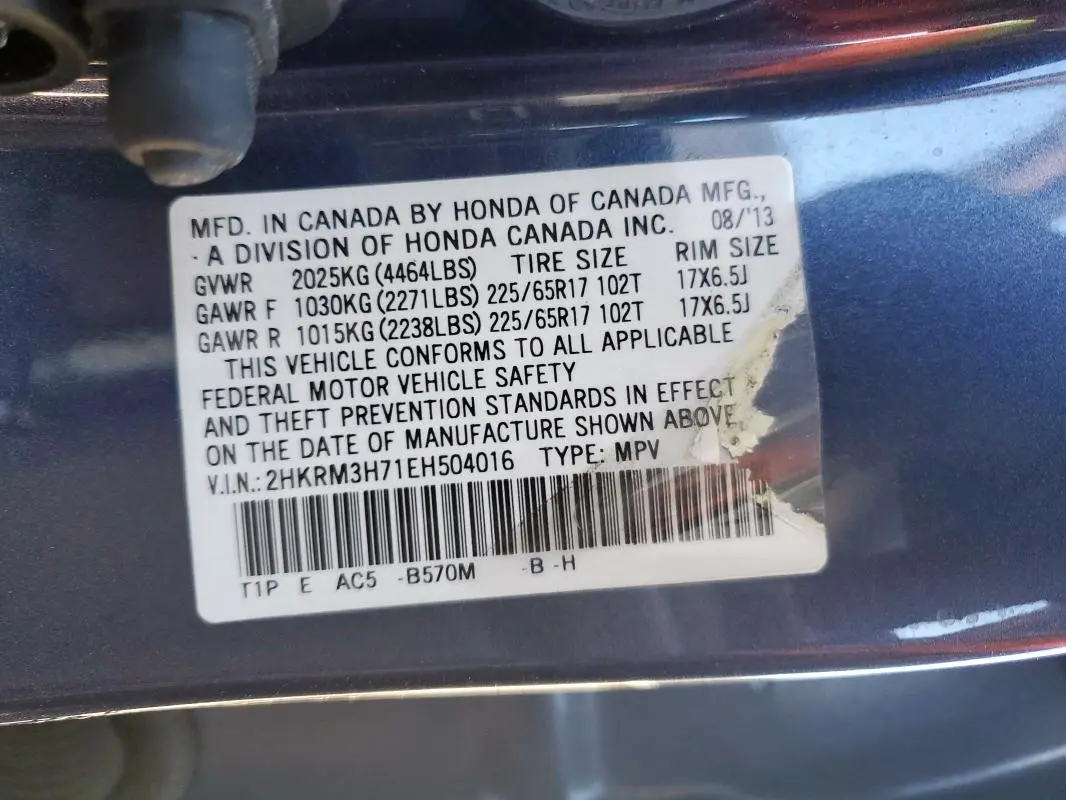 MFD. IN CANADA BY HONDA OF CANADA MFG.,
A DIVISION OF HONDA CANADA INC. 08/'13
GVWR 2025KG (4464LBS) TIRE SIZE RIM SIZE
GAWR F 1030KG (2271LBS) 225/65R17 102T 17X6.5J
GAWR R 1015KG (2238LBS) 225/65R17 102T 17X6.5J
THIS VEHICLE CONFORMS TO ALL APPLICABLE
FEDERAL MOTOR VEHICLE SAFETY
AND THEFT PREVENTION STANDARDS IN EFFECT
ON THE DATE OF MANUFACTURE SHOWN ABOVE.
V.I.N.: 2HKRM3H71EH504016 TYPE: MPV
T1P E AC5 -B570M -B -H